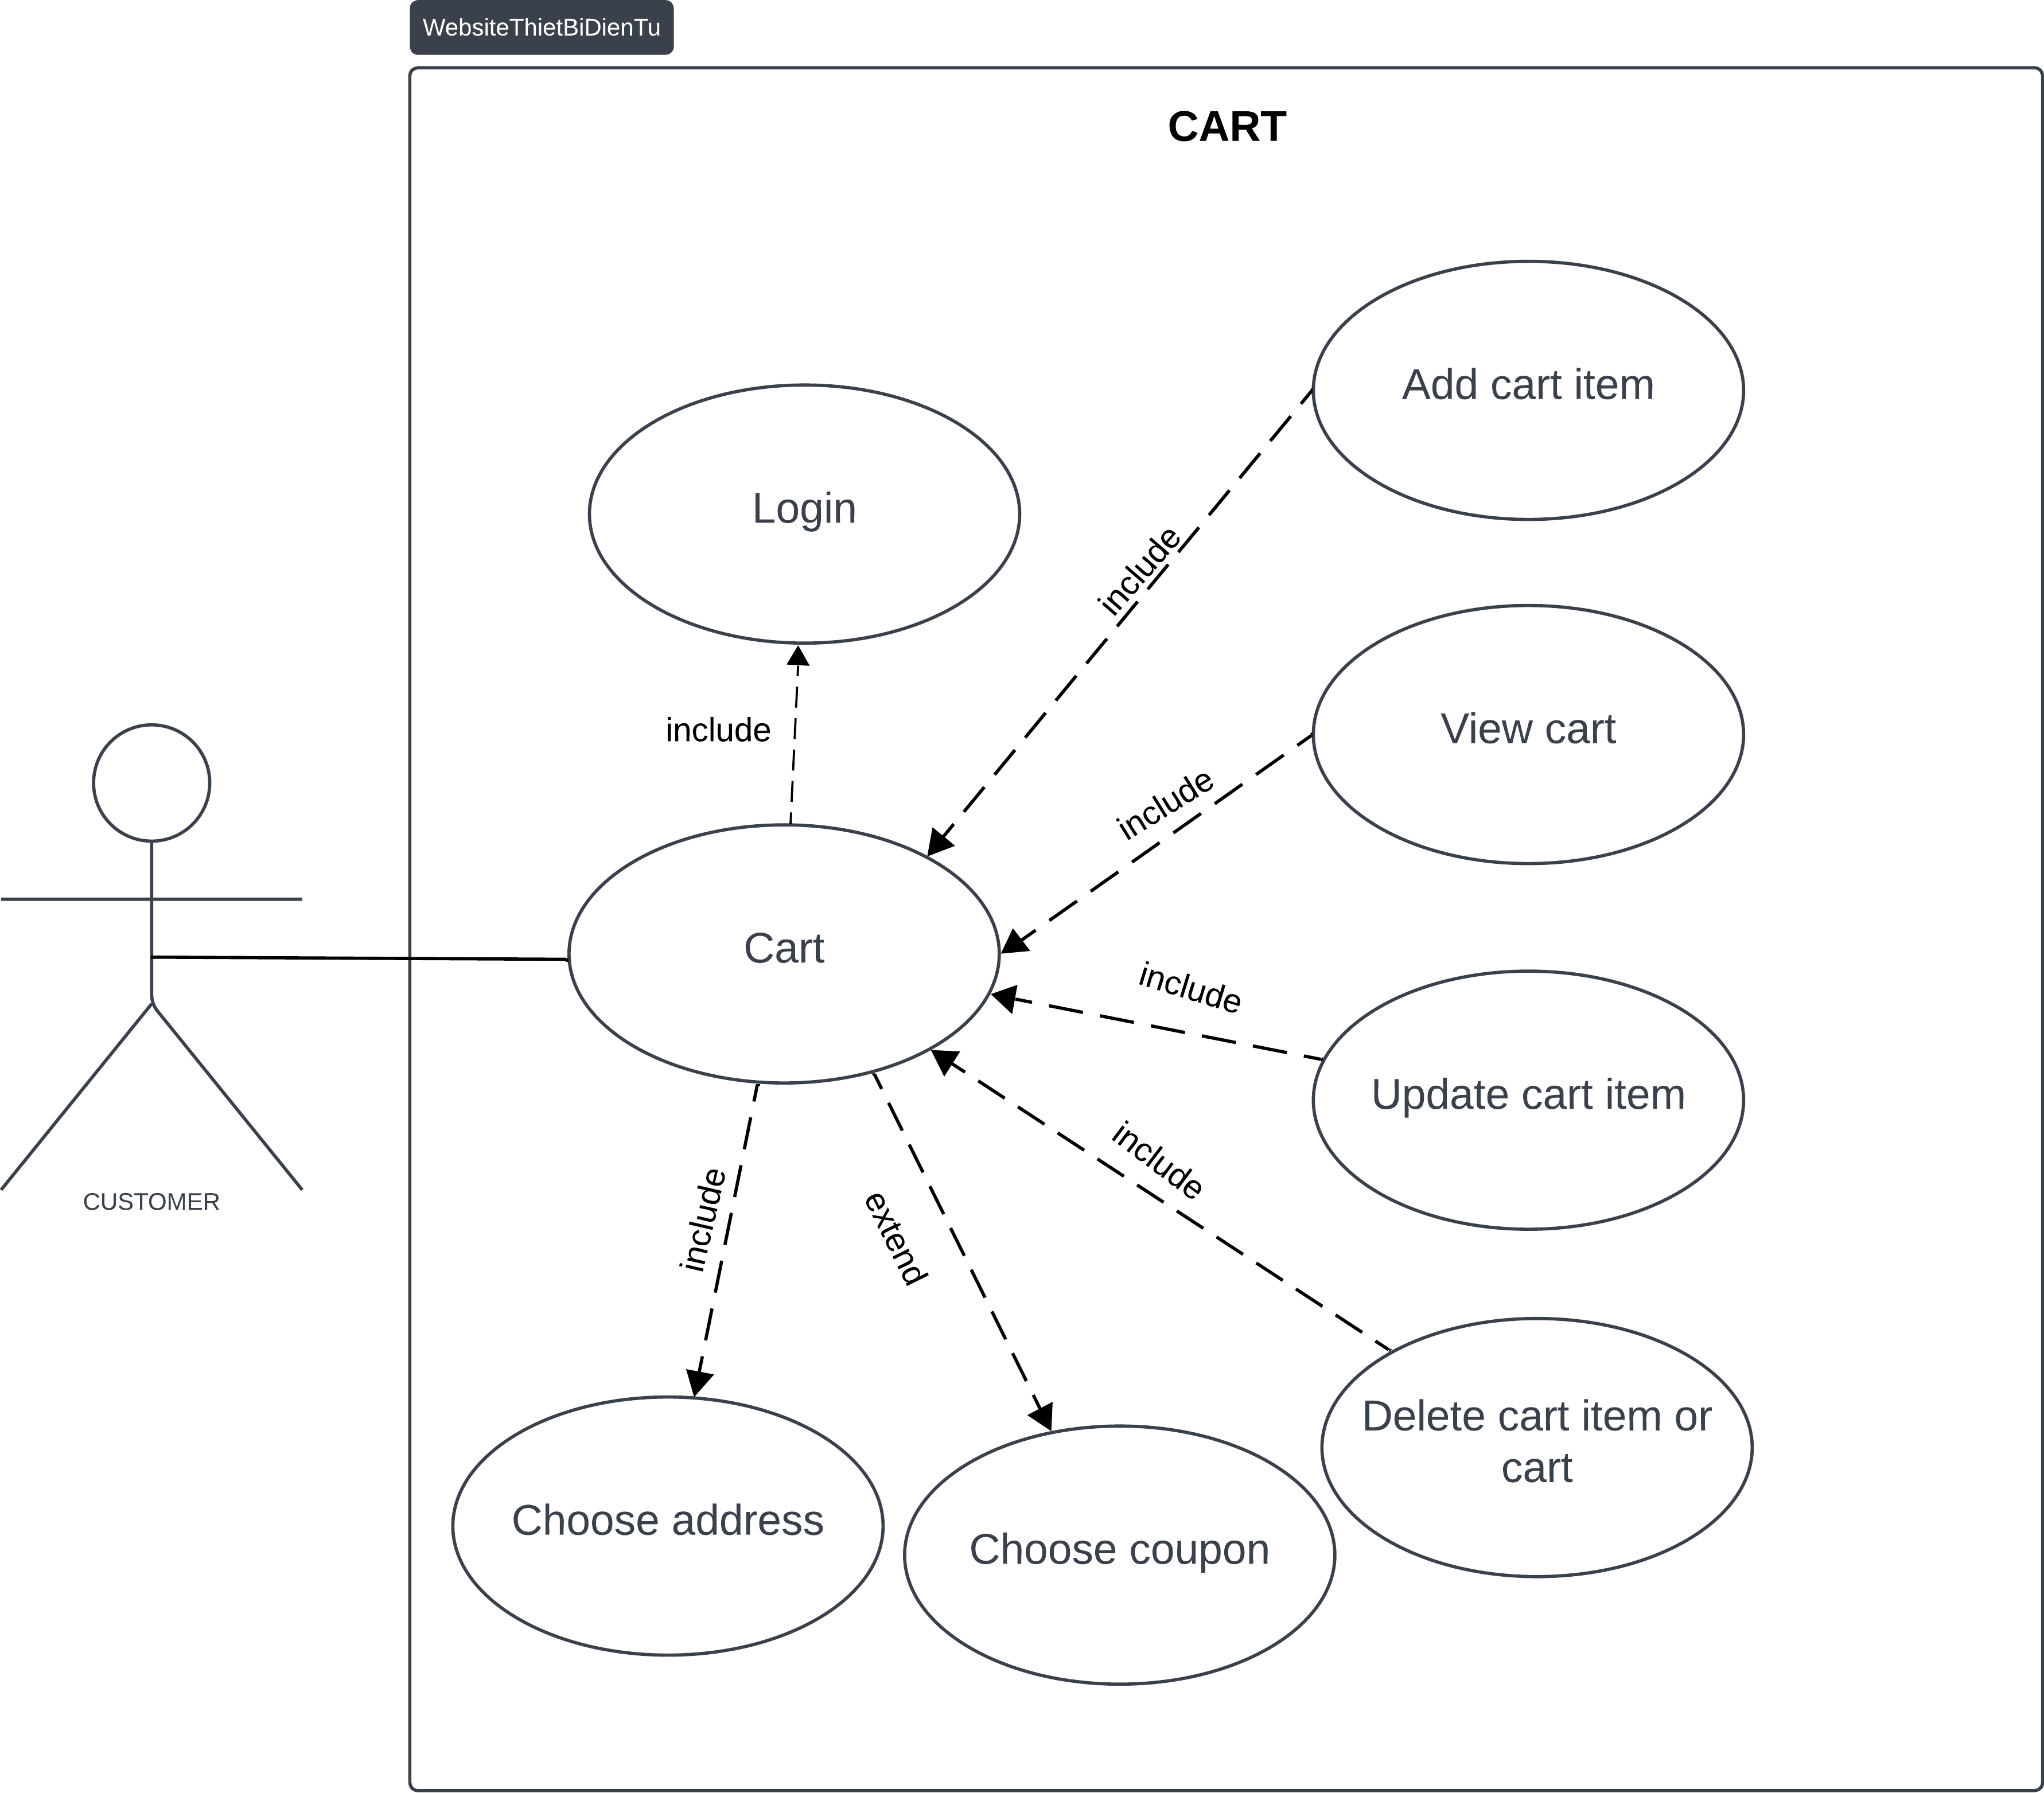 WebsiteThietBiDienTu
CART
Add cart item
Login
include
View cart
include
include
Cart
include
Update cart item
include
include
extend
CUSTOMER
Delete cart item or
cart
Choose address
Choose coupon